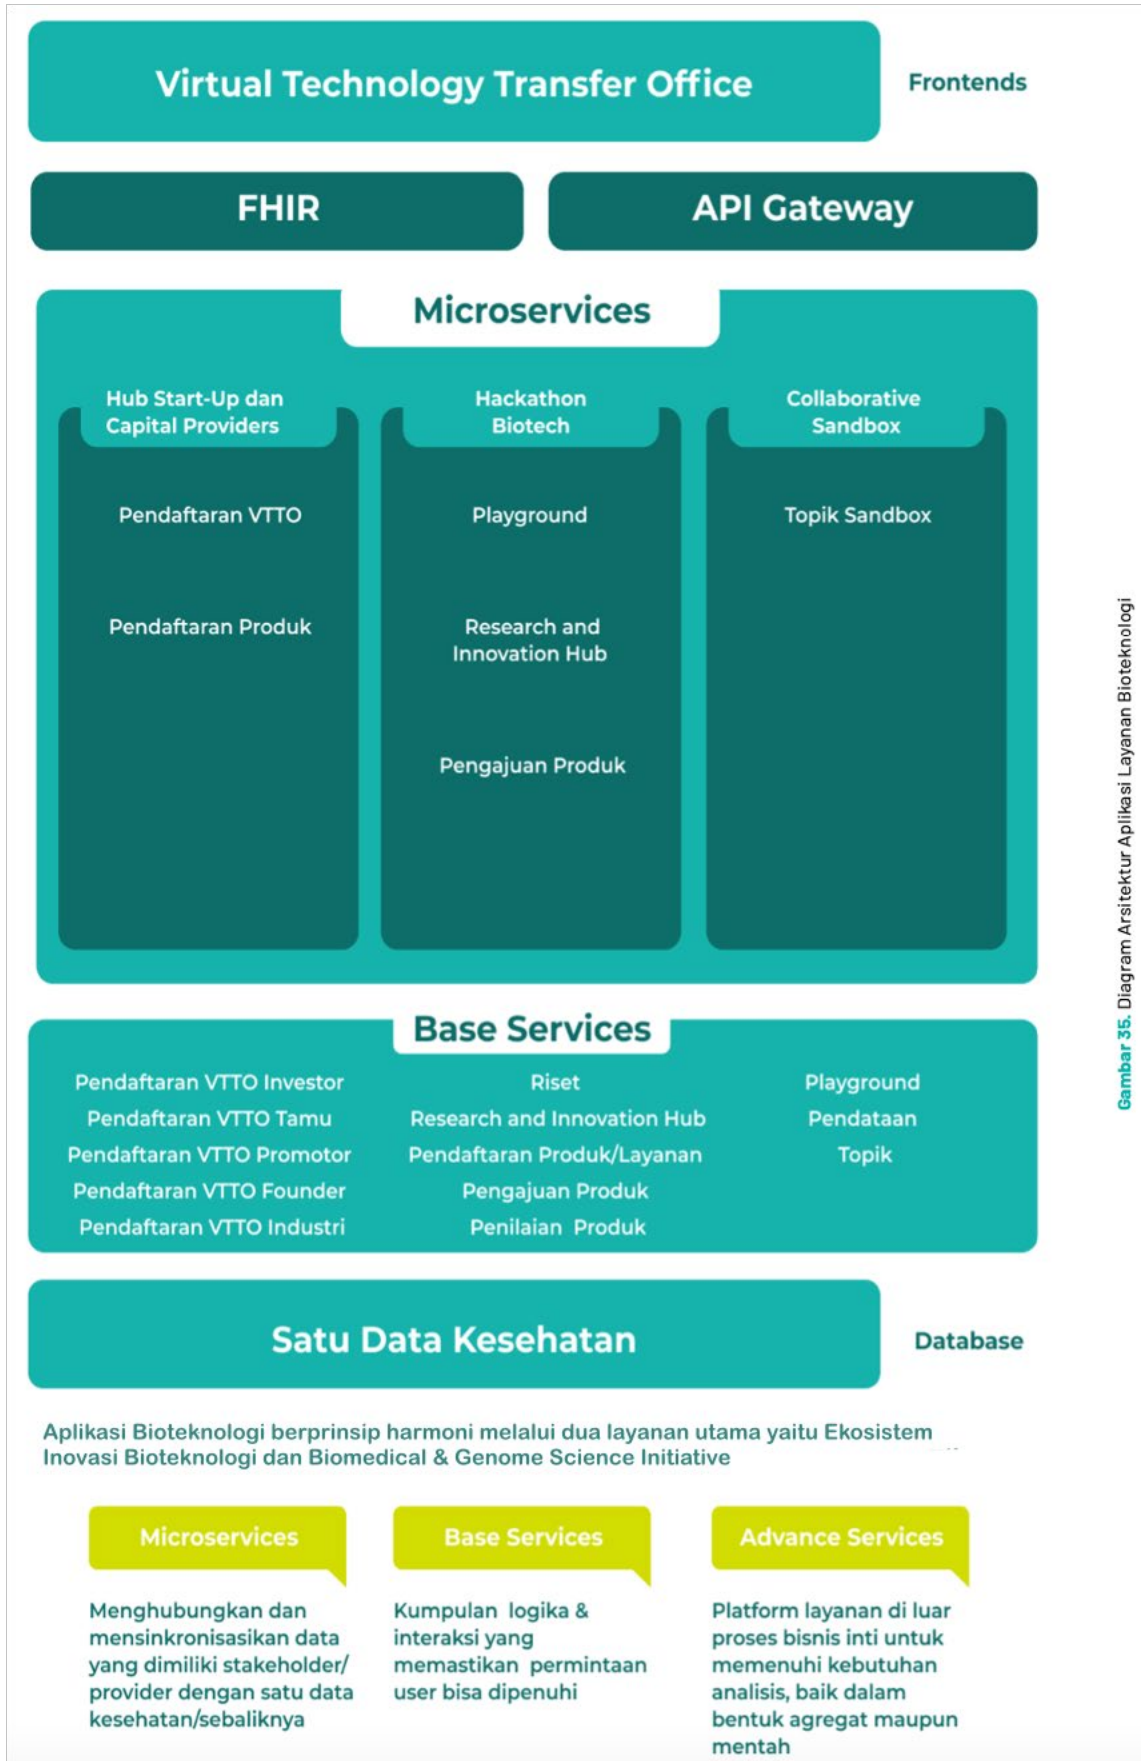 Virtual Technology Transfer Office
Frontends
FHIR
API Gateway
Microservices
Hub Start-Up dan
Capital Providers
Pendaftaran VTTO
Pendaftaran Produk
Hackathon
Biotech
Playground
Research and
Innovation Hub
Pengajuan Produk
Collaborative
Sandbox
Topik Sandbox
Base Services
Pendaftaran VTTO Investor
Pendaftaran VTTO Tamu
Pendaftaran VTTO Promotor
Pendaftaran VTTO Founder
Pendaftaran VTTO Industri
Riset
Research and Innovation Hub
Pendaftaran Produk/Layanan
Pengajuan Produk
Penilaian Produk
Playground
Pendataan
Topik
Satu Data Kesehatan
Database
Aplikasi Bioteknologi berprinsip harmoni melalui dua layanan utama yaitu Ekosistem
Inovasi Bioteknologi dan Biomedical & Genome Science Initiative
Microservices
Menghubungkan dan
mensinkronisasikan data
yang dimiliki stakeholder/
provider dengan satu data
kesehatan/sebaliknya
Base Services
Kumpulan logika &
interaksi yang
memastikan permintaan
user bisa dipenuhi
Advance Services
Platform layanan di luar
proses bisnis inti untuk
memenuhi kebutuhan
analisis, baik dalam
bentuk agregat maupun
mentah
Gambar 35. Diagram Arsitektur Aplikasi Layanan Bioteknologi